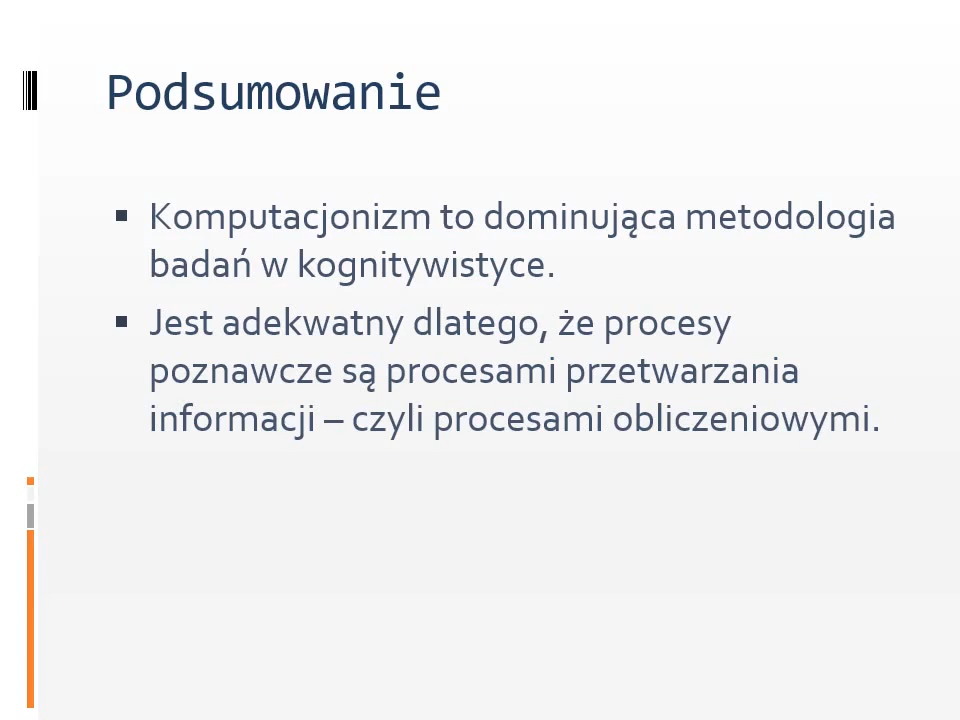 Podsumowanie
▪ Komputacjonizm to dominująca metodologia
badań w kognitywistyce.
▪ Jest adekwatny dlatego, że procesy
poznawcze są procesami przetwarzania
informacji – czyli procesami obliczeniowymi.